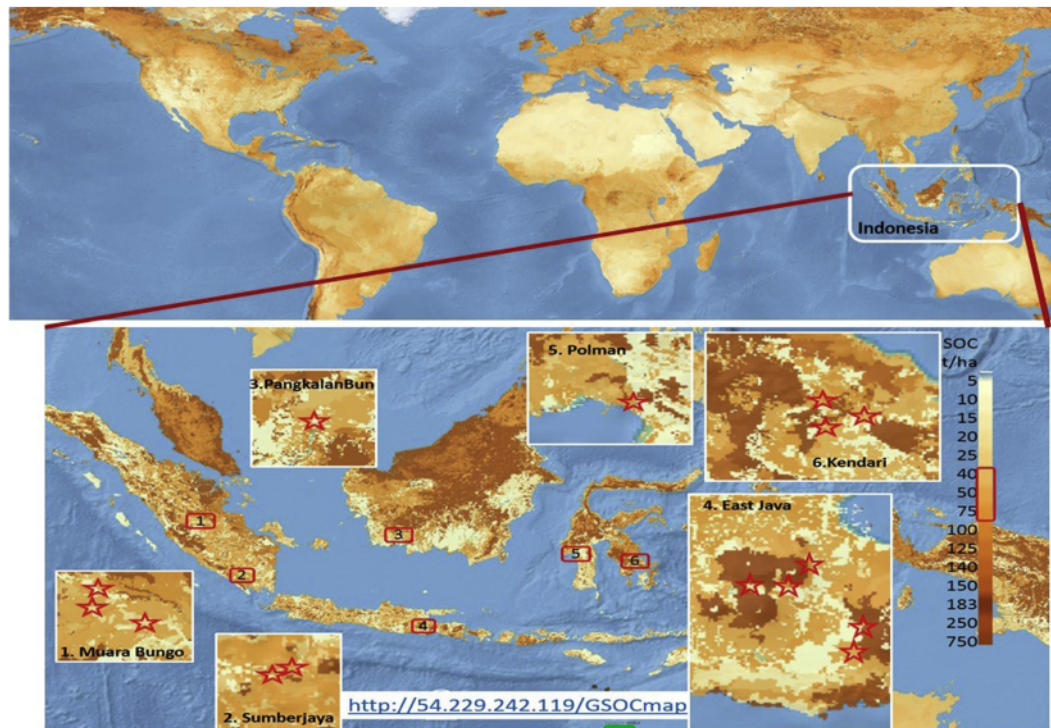 Indonesia
5. Polman
3.PangkalanBun
6.Kendari
SOC
t/ha
5
10
15
25
25
40
50
75
100
125
140
150
183
250
750
4. East Java
1
2
3
4
5
6
1. Muara Bungo
2. Sumberjaya
http://54.229.242.119/GSOCmap